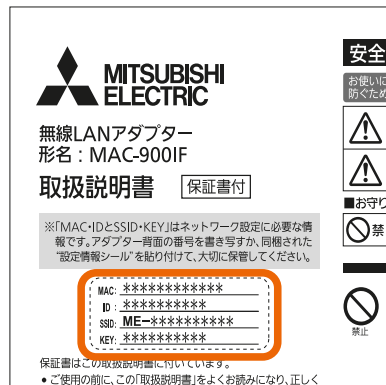 MITSUBISHI
ELECTRIC
無線LANアダプター
形名：MAC-900IF
取扱説明書 保証書付
※「MAC・IDとSSID・KEY」はネットワーク設定に必要な情
報です。アダプター背面の番号を書き写すか、同梱された
“設定情報シール”を貼り付けて、大切に保管してください。
MAC: ************
ID : **********
SSID: ME-**********
KEY: **********
保証書はこの取扱説明書に付いています。
• ご使用の前に、この「取扱説明書」をよくお読みになり、正しく
安全
お使いに
防ぐため
■お守り
禁
禁止